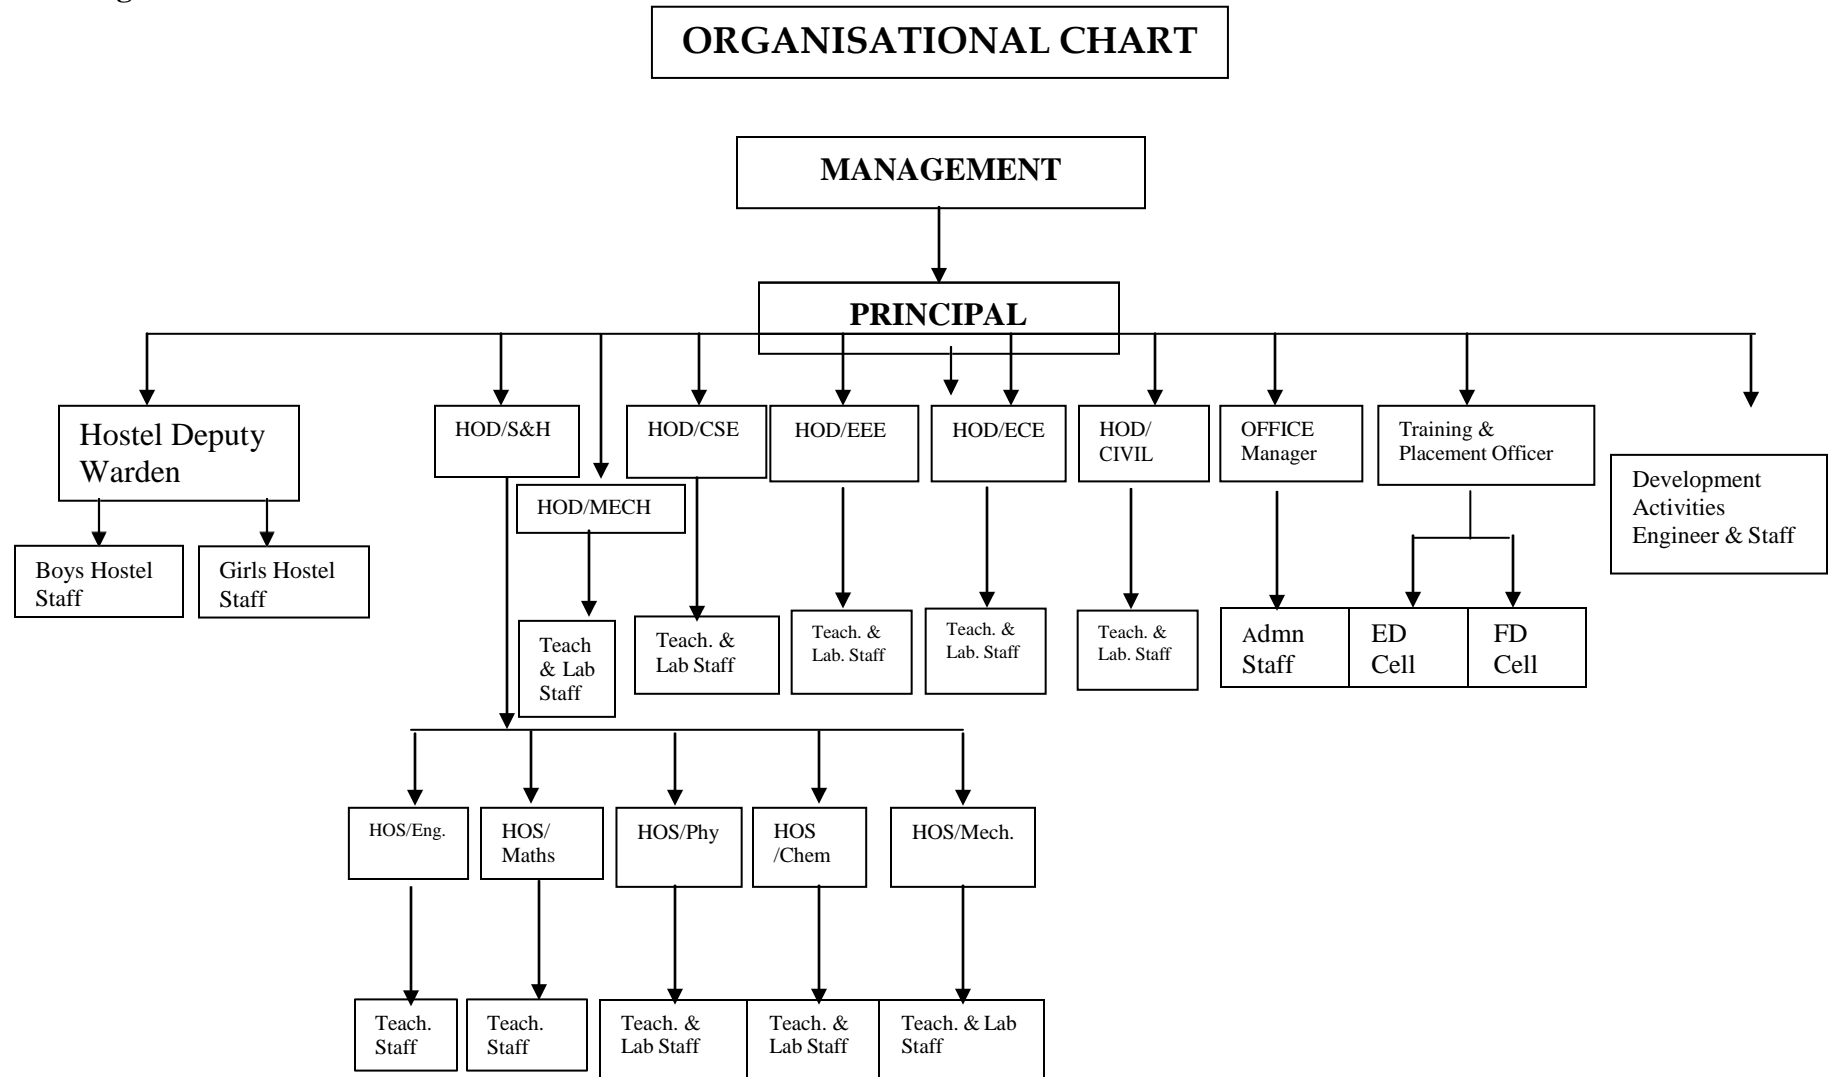 ORGANISATIONAL CHART
MANAGEMENT
PRINCIPAL
Hostel Deputy
Warden
HOD/S&H
HOD/MECH
HOD/CSE
HOD/EEE
HOD/ECE
HOD/
CIVIL
OFFICE
Manager
Training &
Placement Officer
Development
Activities
Engineer & Staff
Boys Hostel
Staff
Girls Hostel
Staff
Teach
& Lab
Staff
Teach. &
Lab Staff
Teach. &
Lab. Staff
Teach. &
Lab. Staff
Teach. &
Lab. Staff
Admn
Staff
ED
Cell
FD
Cell
HOS/Eng.
HOS/
Maths
HOS/Phy
HOS
/Chem
HOS/Mech.
Teach.
Staff
Teach.
Staff
Teach. &
Lab Staff
Teach. &
Lab Staff
Teach. & Lab
Staff